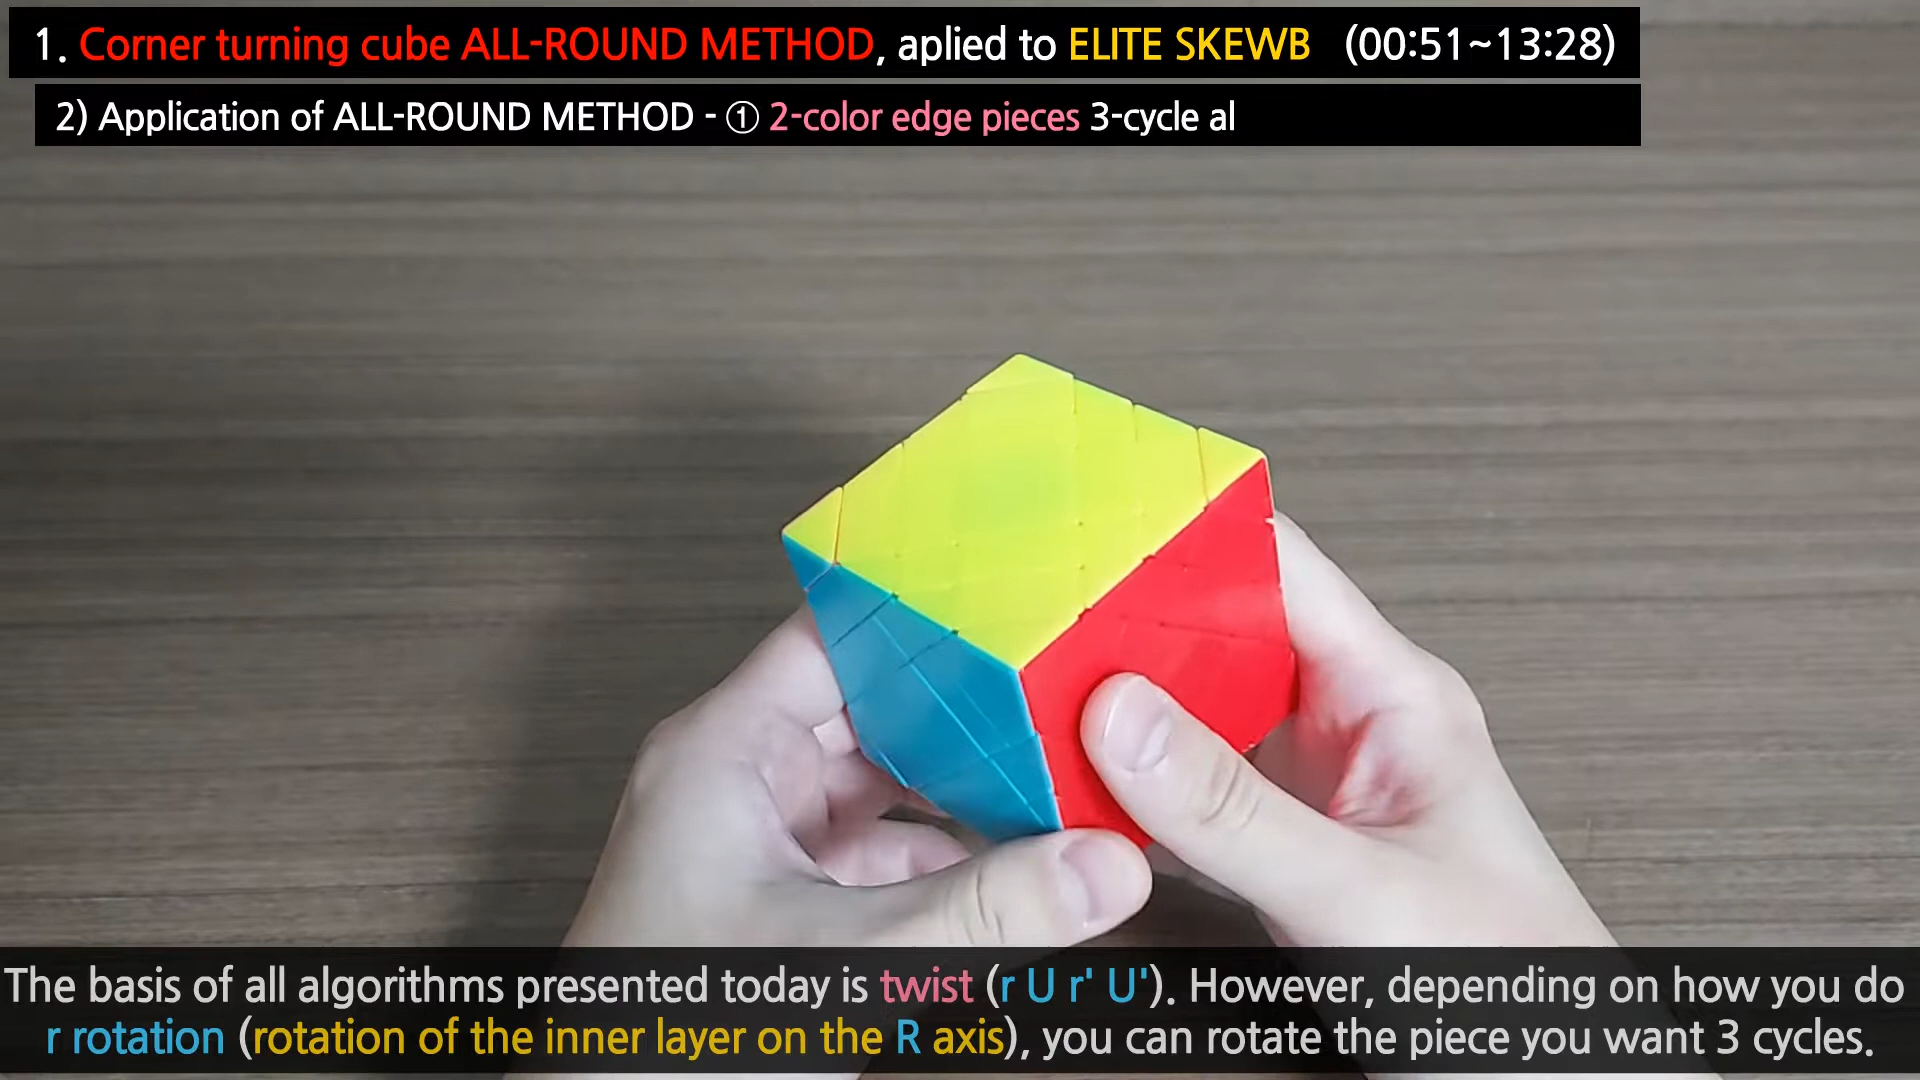 1. Corner turning cube ALL-ROUND METHOD, aplied to ELITE SKEWB (00:51~13:28)
2) Application of ALL-ROUND METHOD - ① 2-color edge pieces 3-cycle al
The basis of all algorithms presented today is twist (r U r' U'). However, depending on how you do
r rotation (rotation of the inner layer on the R axis), you can rotate the piece you want 3 cycles.